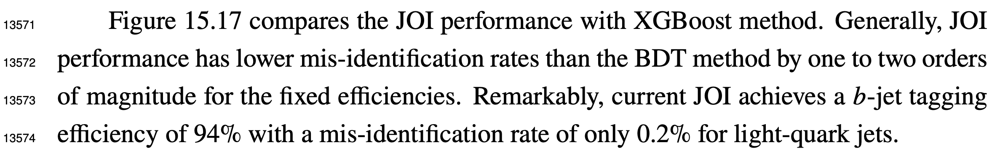 13571 Figure 15.17 compares the JOI performance with XGBoost method. Generally, JOI
13572 performance has lower mis-identification rates than the BDT method by one to two orders
13573 of magnitude for the fixed efficiencies. Remarkably, current JOI achieves a b-jet tagging
13574 efficiency of 94% with a mis-identification rate of only 0.2% for light-quark jets.